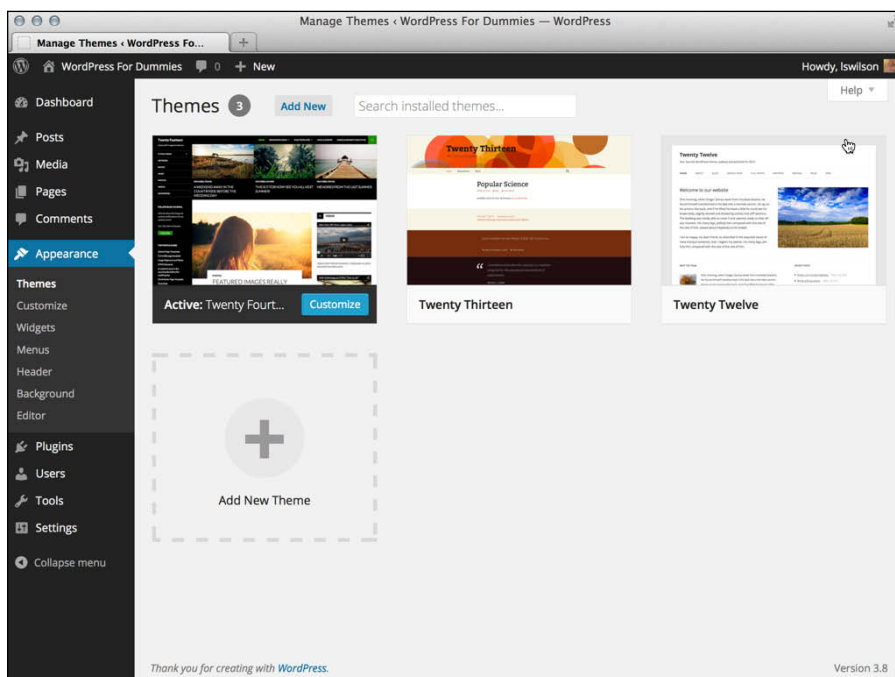 Manage Themes ‹ WordPress For Dummies — WordPress
Manage Themes ‹ WordPress Fo...
WordPress For Dummies 0 + New
Howdy, lswilson
Help
Dashboard
Posts
Media
Pages
Comments
Appearance
Themes
Customize
Widgets
Menus
Header
Background
Editor
Plugins
Users
Tools
Settings
Collapse menu
Themes 3 Add New Search installed themes...
FEATURED IMAGES REALLY
Active: Twenty Fourt... Customize
Twenty Thirteen
Popular Science
Twenty Thirteen
Twenty Twelve
Welcome to our website
Twenty Twelve
Add New Theme
Thank you for creating with WordPress.
Version 3.8